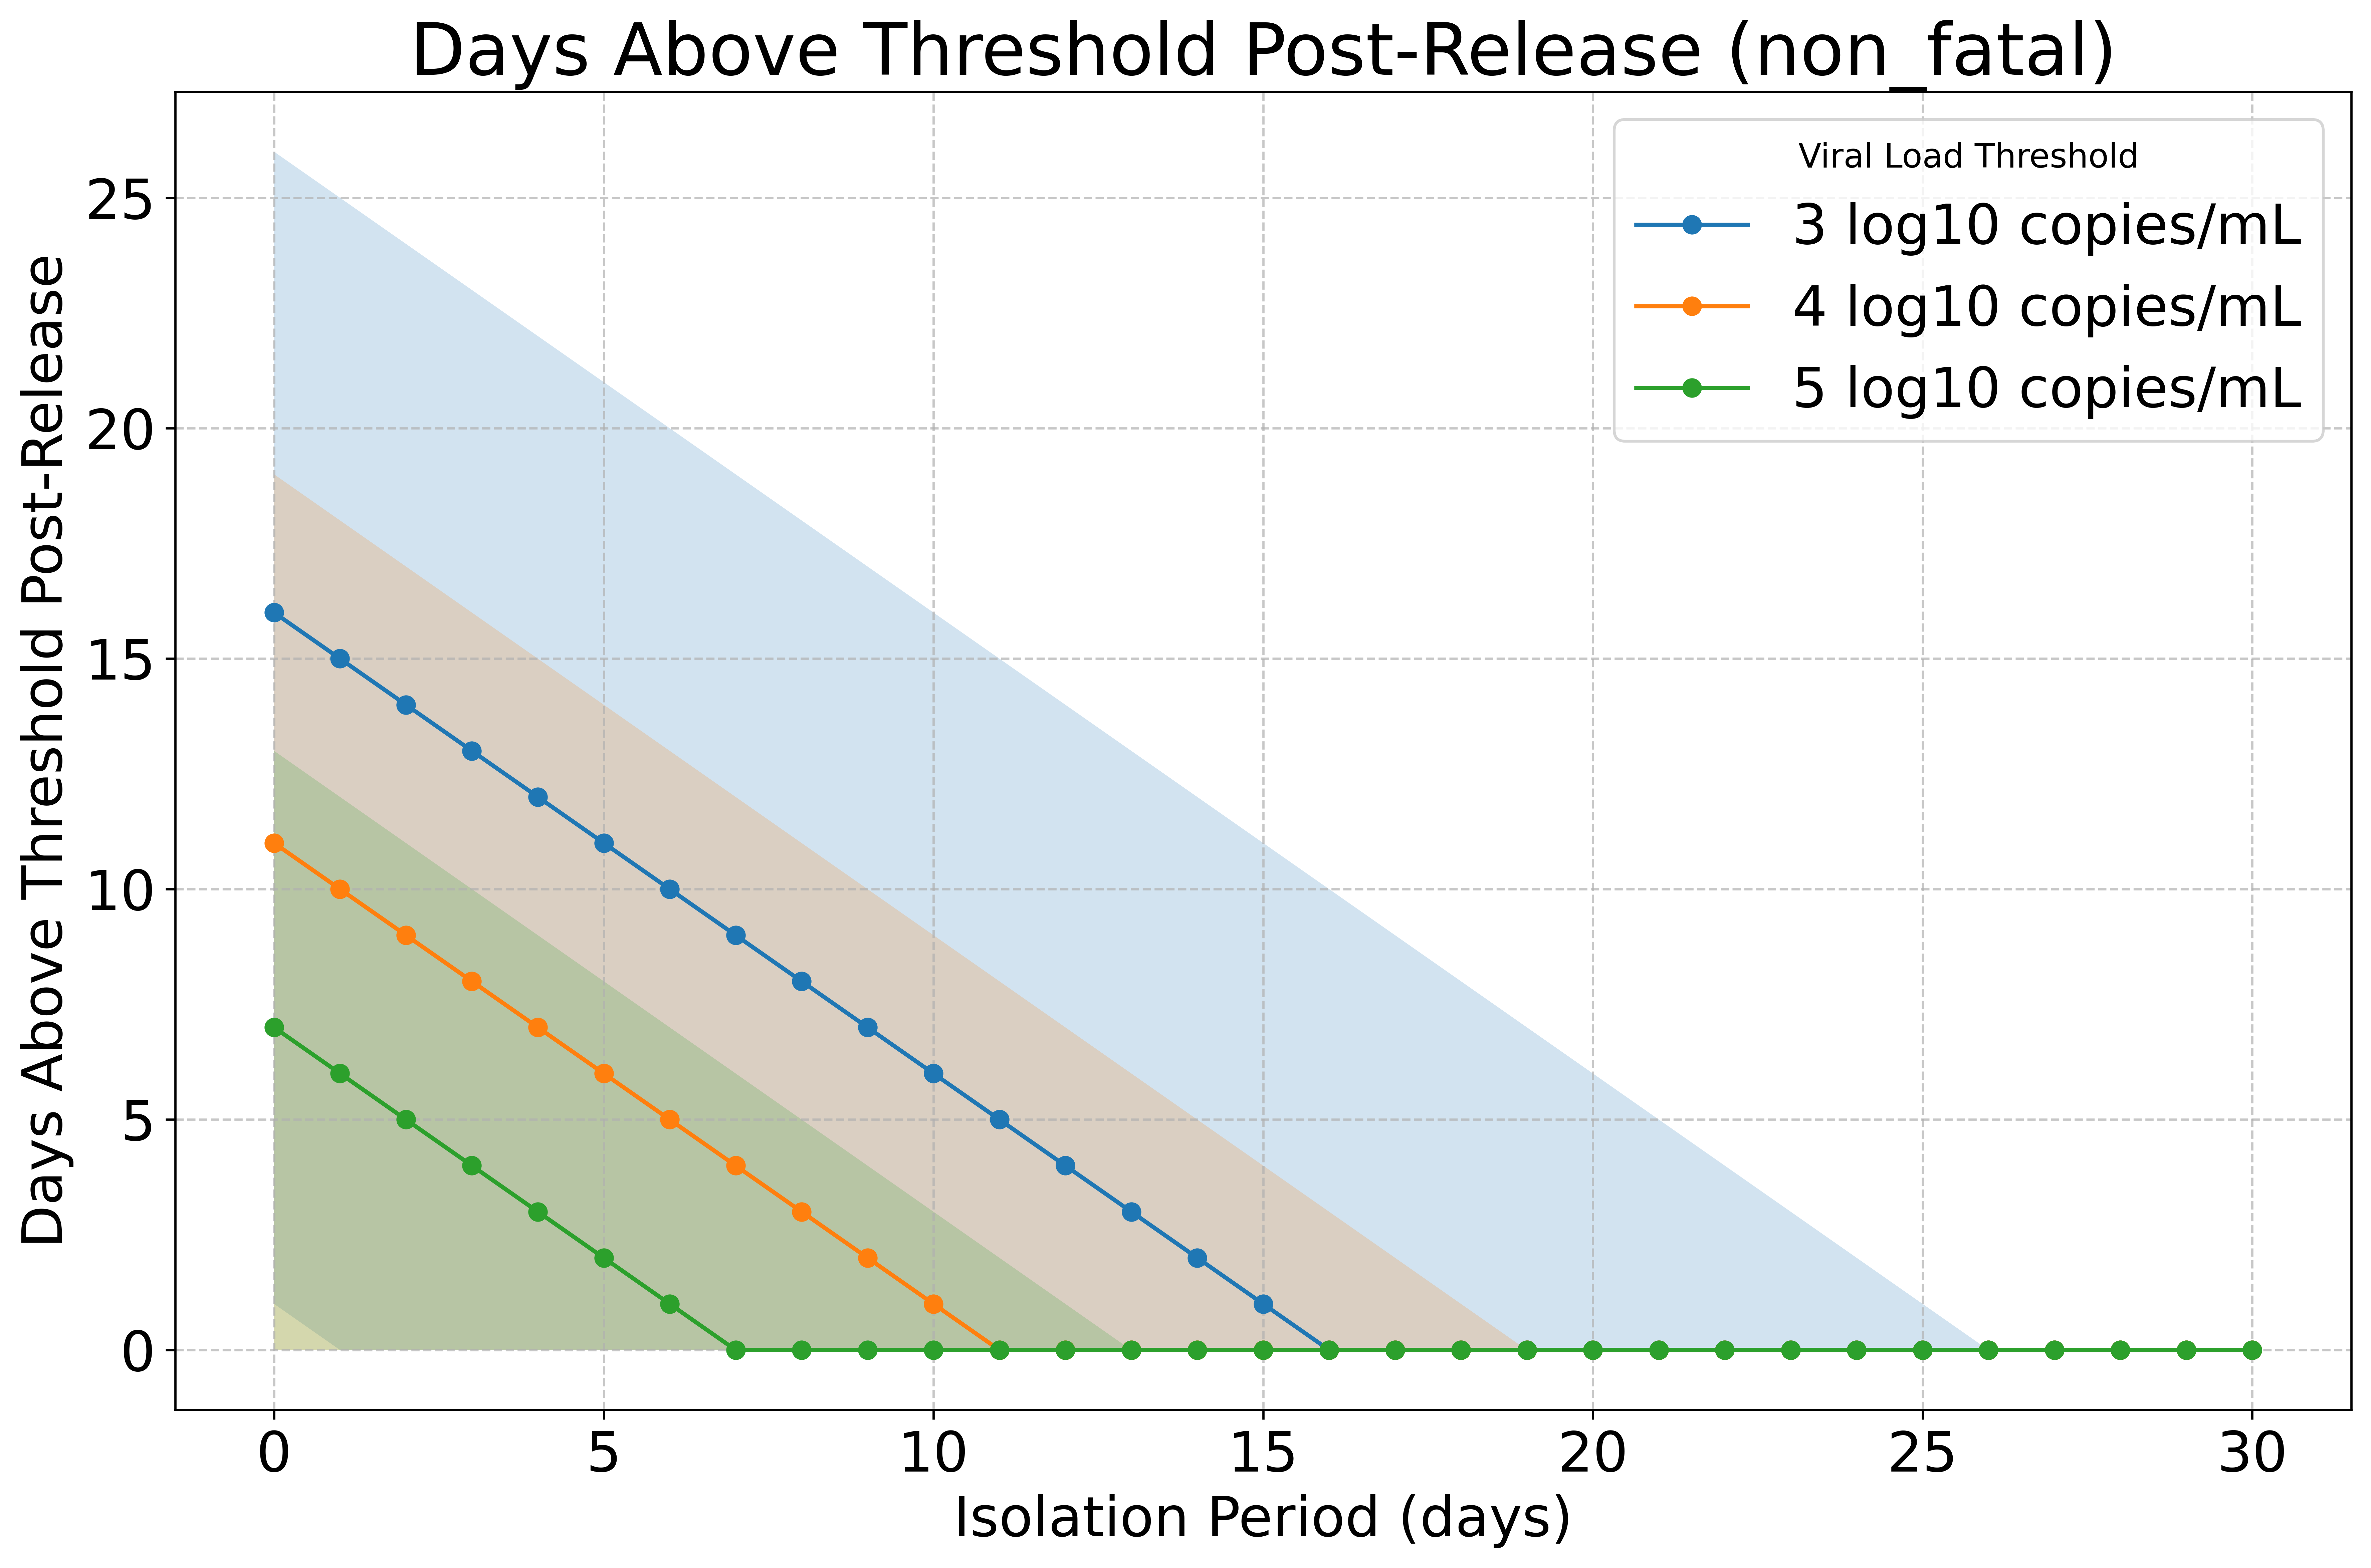 Days Above Threshold Post-Release (non_fatal)
Viral Load Threshold
3 log10 copies/mL
4 log10 copies/mL
5 log10 copies/mL
Days Above Threshold Post-Release
25
20
15
10
5
0
0 5 10 15 20 25 30
Isolation Period (days)